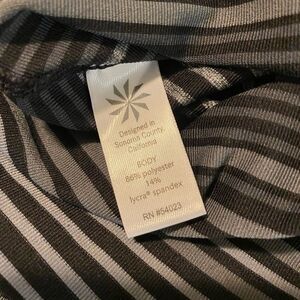 Designed in
Sonoma County,
California
BODY
86% polyester
14%
lycra® spandex
RN #54023